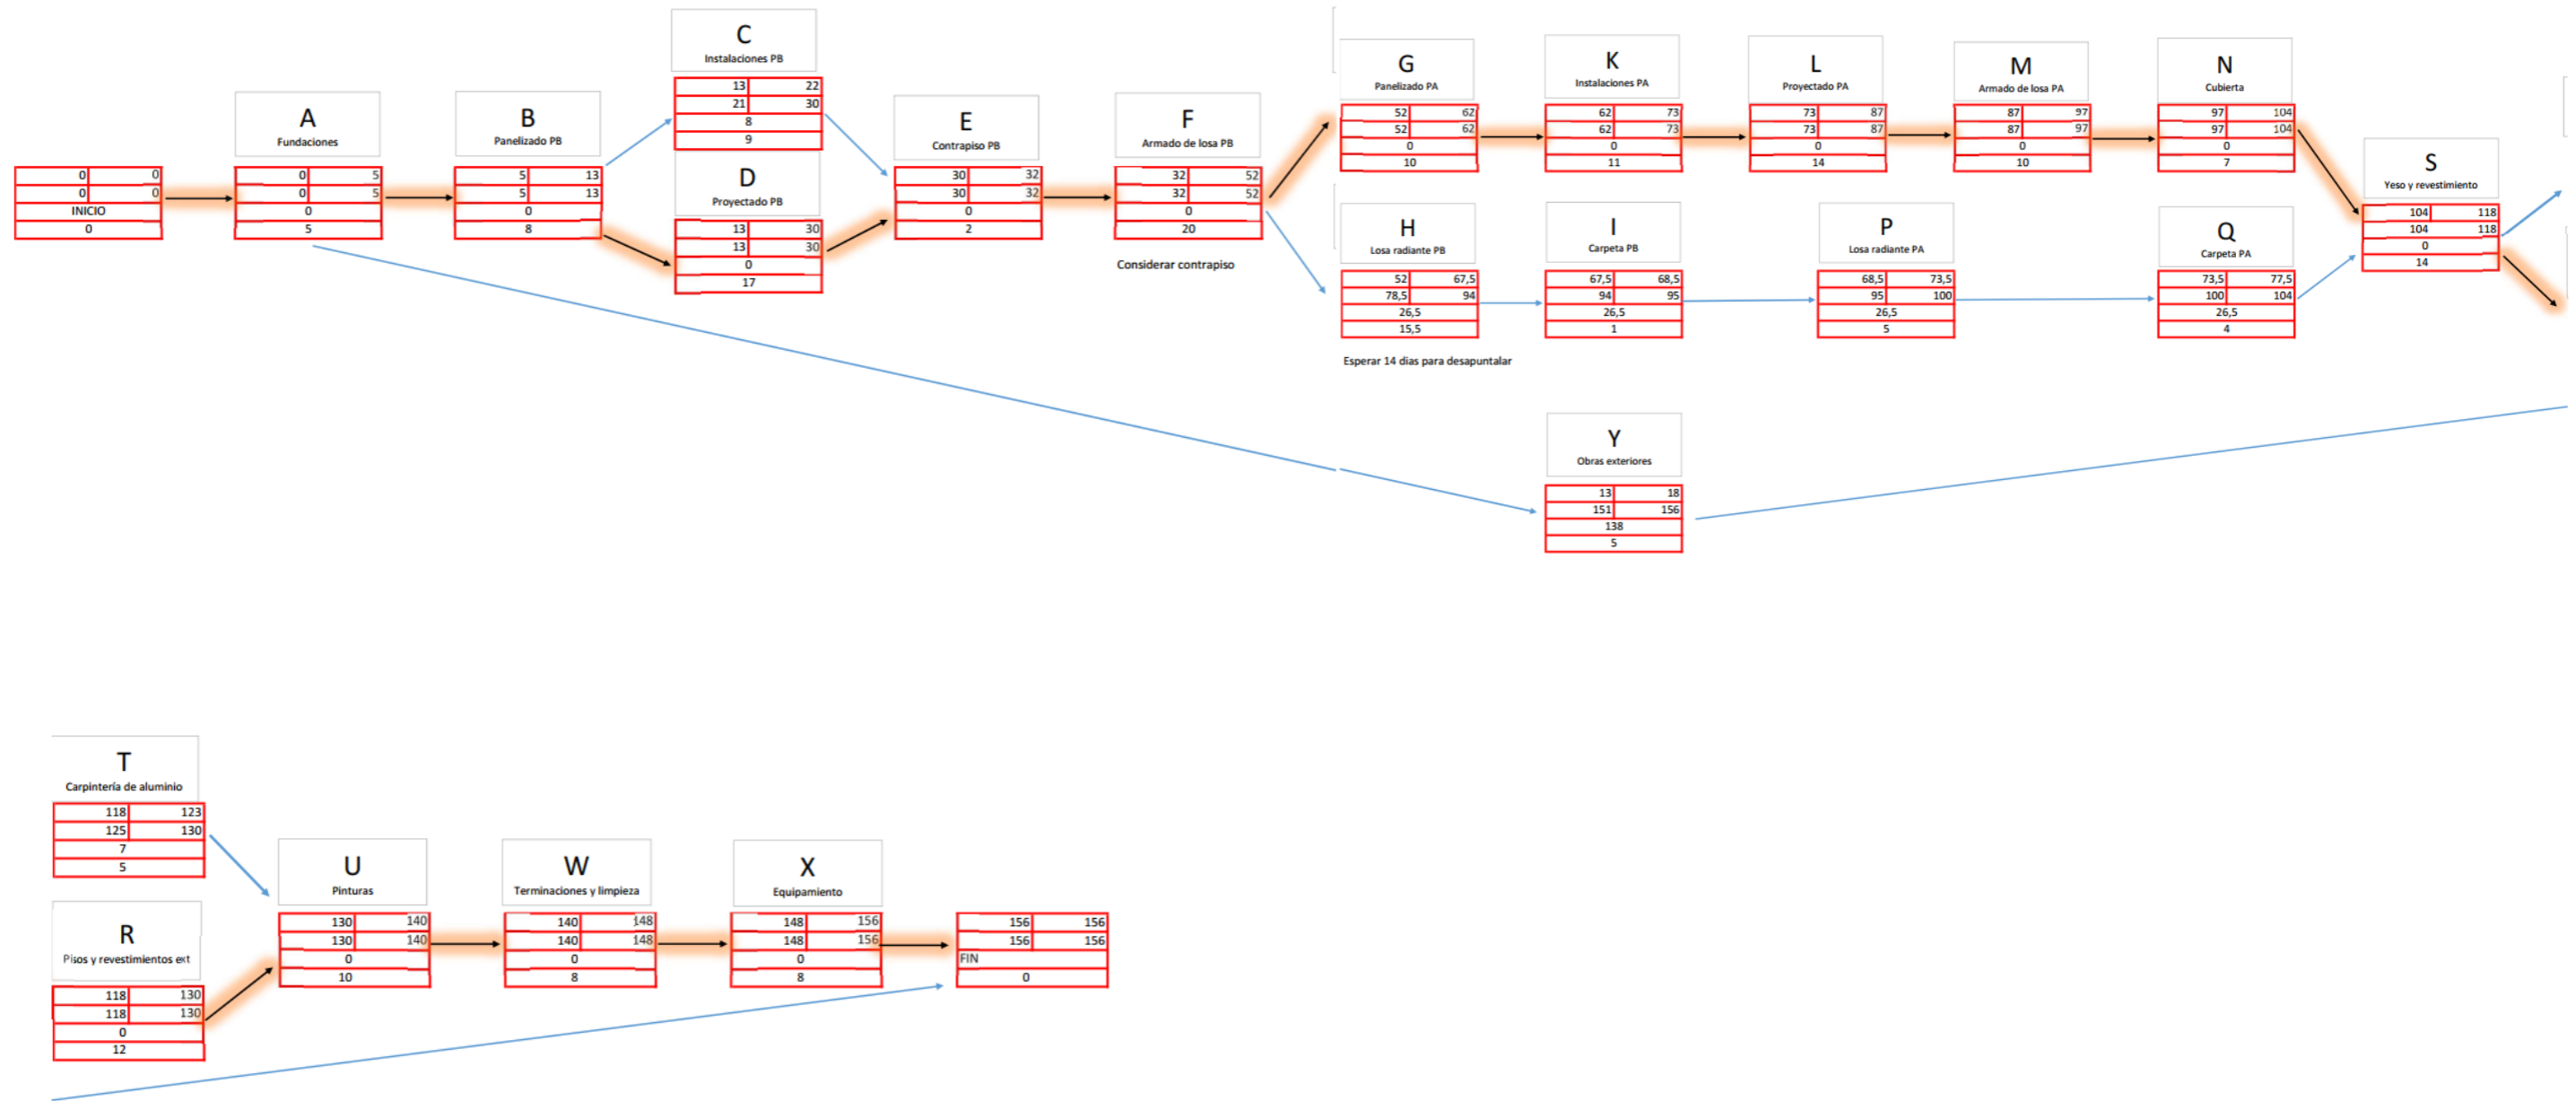 C
Instalaciones PB
13 22
21 30
8
9
A
Fundaciones
B
Panelizado PB
D
Proyectado PB
E
Contrapiso PB
F
Armado de losa PB
0 0
0 0
INICIO
0
0 5
0 5
0
5
5 13
5 13
0
8
13 30
13 30
0
17
30 32
30 32
0
2
32 52
32 52
0
20
Considerar contrapiso
G
Panelizado PA
52 62
52 62
0
10
K
Instalaciones PA
62 73
62 73
0
11
L
Proyectado PA
73 87
73 87
0
14
M
Armado de losa PA
87 97
87 97
0
10
N
Cubierta
97 104
97 104
0
7
S
Yeso y revestimiento
104 118
104 118
0
14
H
Losa radiante PB
52 67,5
78,5 94
26,5
15,5
Esperar 14 dias para desapuntalar
I
Carpeta PB
67,5 68,5
94 95
26,5
1
P
Losa radiante PA
68,5 73,5
95 100
26,5
5
Q
Carpeta PA
73,5 77,5
100 104
26,5
4
Y
Obras exteriores
13 18
151 156
138
5
T
Carpintería de aluminio
118 123
125 130
7
5
R
Pisos y revestimientos ext
118 130
118 130
0
12
U
Pinturas
130 140
130 140
0
10
W
Terminaciones y limpieza
140 148
140 148
0
8
X
Equipamiento
148 156
148 156
0
8
156 156
156 156
FIN
0